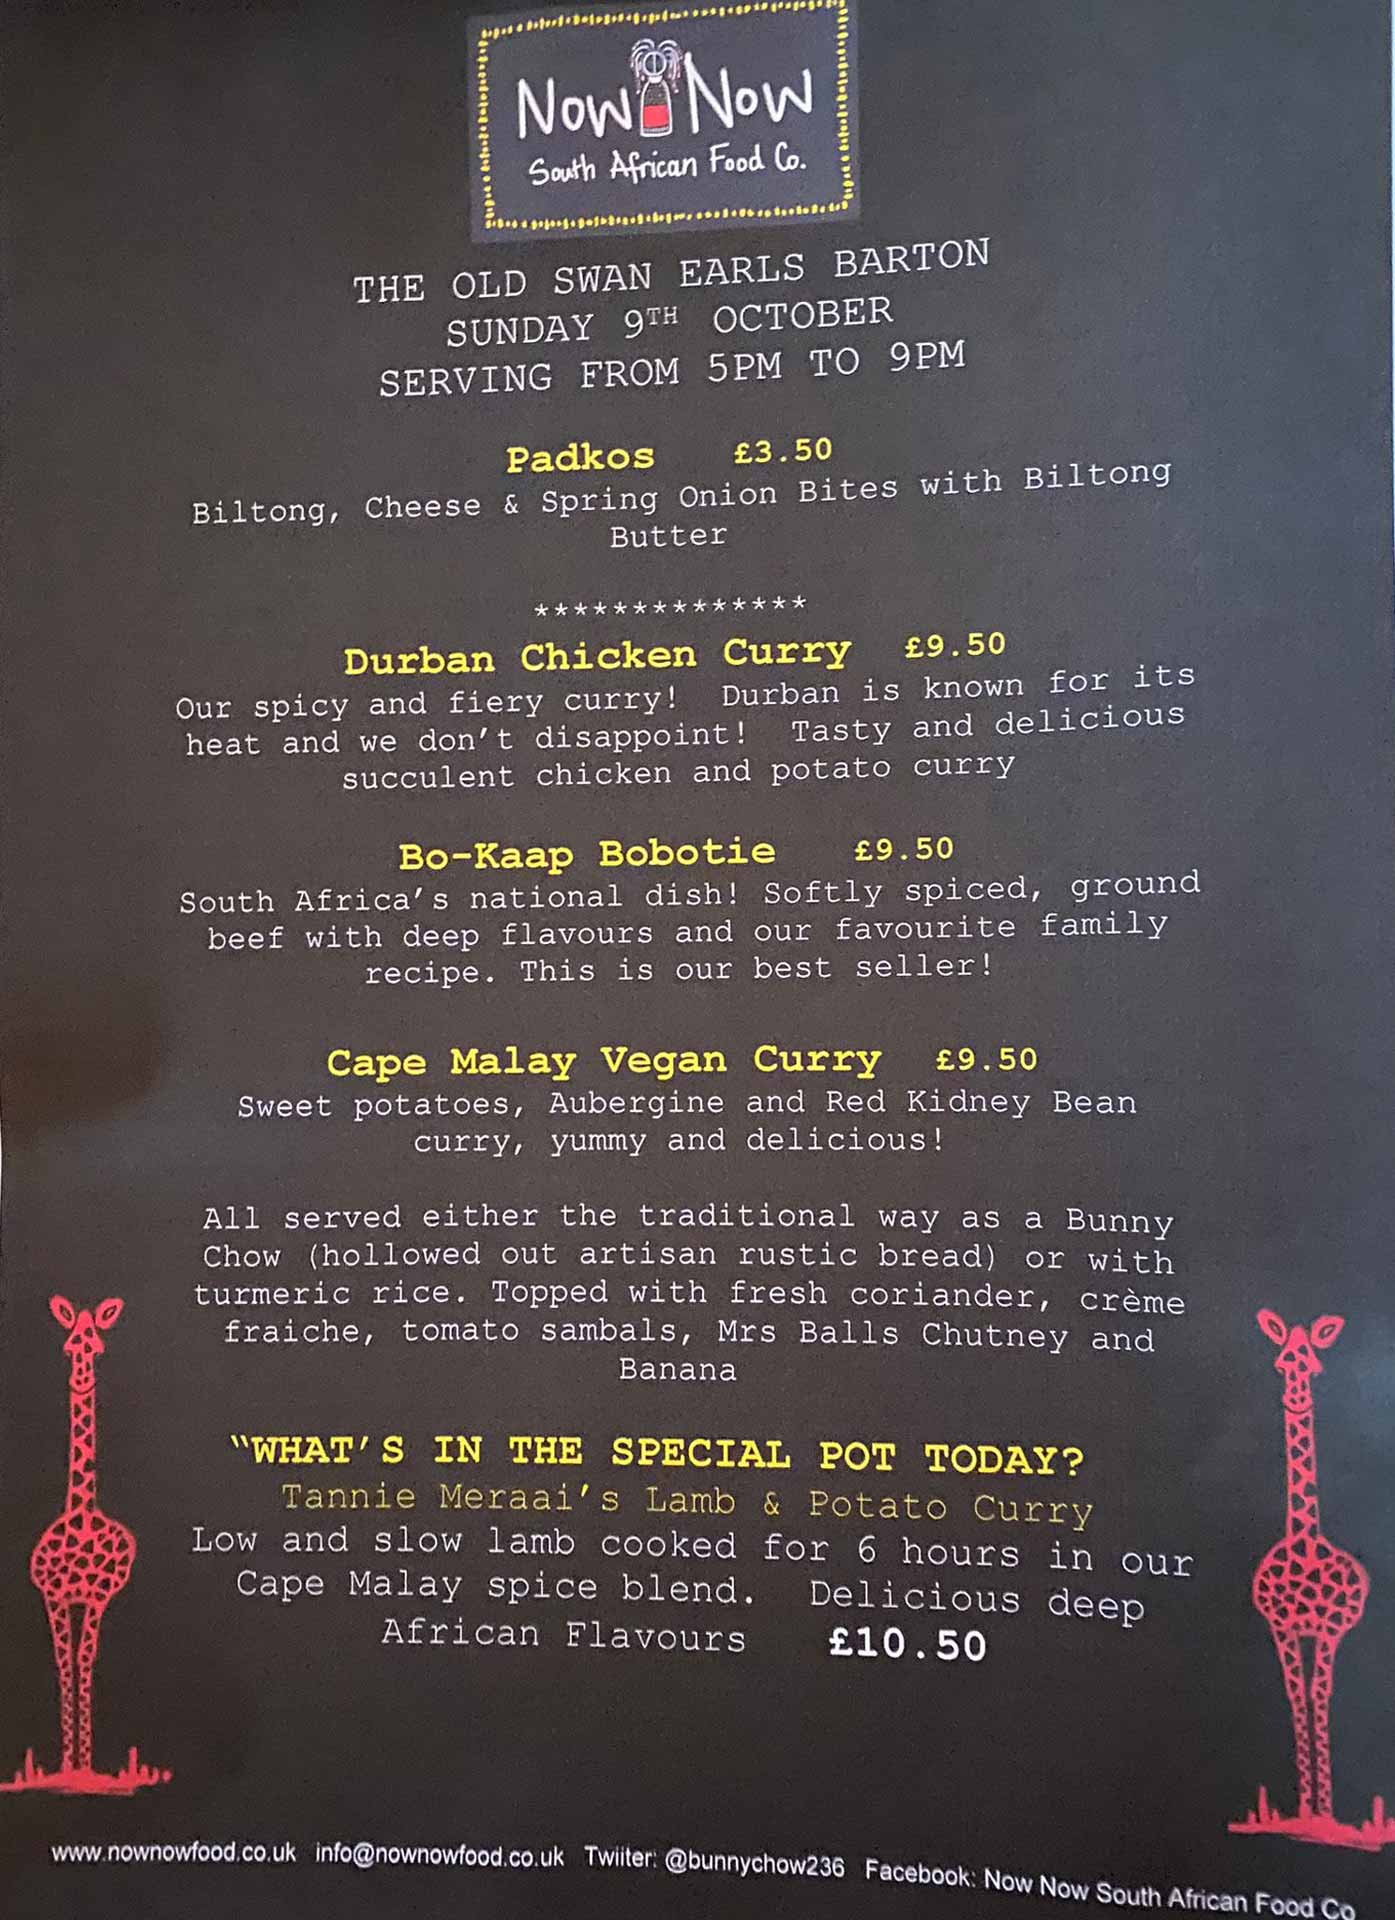 Now Now
South African Food Co.
THE OLD SWAN EARLS BARTON
SUNDAY 9TH OCTOBER
SERVING FROM 5PM TO 9PM
Padkos £3.50
Biltong, Cheese & Spring Onion Bites with Biltong
Butter
**************
Durban Chicken Curry £9.50
Our spicy and fiery curry! Durban is known for its
heat and we don't disappoint! Tasty and delicious
succulent chicken and potato curry
Bo-Kaap Bobotie £9.50
South Africa's national dish! Softly spiced, ground
beef with deep flavours and our favourite family
recipe. This is our best seller!
Cape Malay Vegan Curry £9.50
Sweet potatoes, Aubergine and Red Kidney Bean
curry, yummy and delicious!
All served either the traditional way as a Bunny
Chow (hollowed out artisan rustic bread) or with
turmeric rice. Topped with fresh coriander, crème
fraiche, tomato sambals, Mrs Balls Chutney and
Banana
"WHAT'S IN THE SPECIAL POT TODAY?
Tannie Meraai's Lamb & Potato Curry
Low and slow lamb cooked for 6 hours in our
Cape Malay spice blend. Delicious deep
African Flavours £10.50
www.nownowfood.co.uk info@nownowfood.co.uk Twiiter: @bunnychow236 Facebook: Now Now South African Food Co